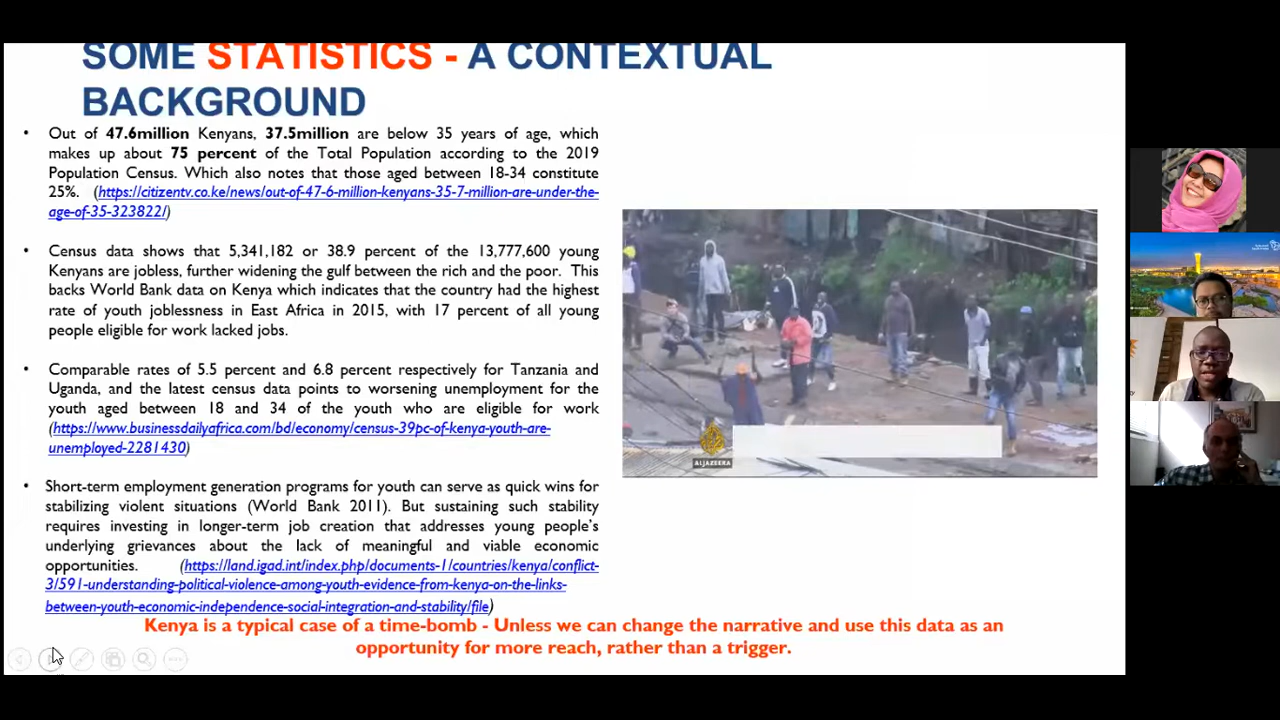 SOME STATISTICS - A CONTEXTUAL
BACKGROUND
• Out of 47.6million Kenyans, 37.5million are below 35 years of age, which
makes up about 75 percent of the Total Population according to the 2019
Population Census. Which also notes that those aged between 18-34 constitute
25%. (https://citizentv.co.ke/news/out-of-47-6-million-kenyans-35-7-million-are-under-the-
age-of-35-323822/)
• Census data shows that 5,341,182 or 38.9 percent of the 13,777,600 young
Kenyans are jobless, further widening the gulf between the rich and the poor. This
backs World Bank data on Kenya which indicates that the country had the highest
rate of youth joblessness in East Africa in 2015, with 17 percent of all young
people eligible for work lacked jobs.
• Comparable rates of 5.5 percent and 6.8 percent respectively for Tanzania and
Uganda, and the latest census data points to worsening unemployment for the
youth aged between 18 and 34 of the youth who are eligible for work
(https://www.businessdailyafrica.com/bd/economy/census-39pc-of-kenya-youth-are-
unemployed-2281430)
• Short-term employment generation programs for youth can serve as quick wins for
stabilizing violent situations (World Bank 2011). But sustaining such stability
requires investing in longer-term job creation that addresses young people's
underlying grievances about the lack of meaningful and viable economic
opportunities. (https://land.igad.int/index.php/documents-1/countries/kenya/conflict-
3/591-understanding-political-violence-among-youth-evidence-from-kenya-on-the-links-
between-youth-economic-independence-social-integration-and-stability/file)
Kenya is a typical case of a time-bomb - Unless we can change the narrative and use this data as an
opportunity for more reach, rather than a trigger.
ALJAZEERA